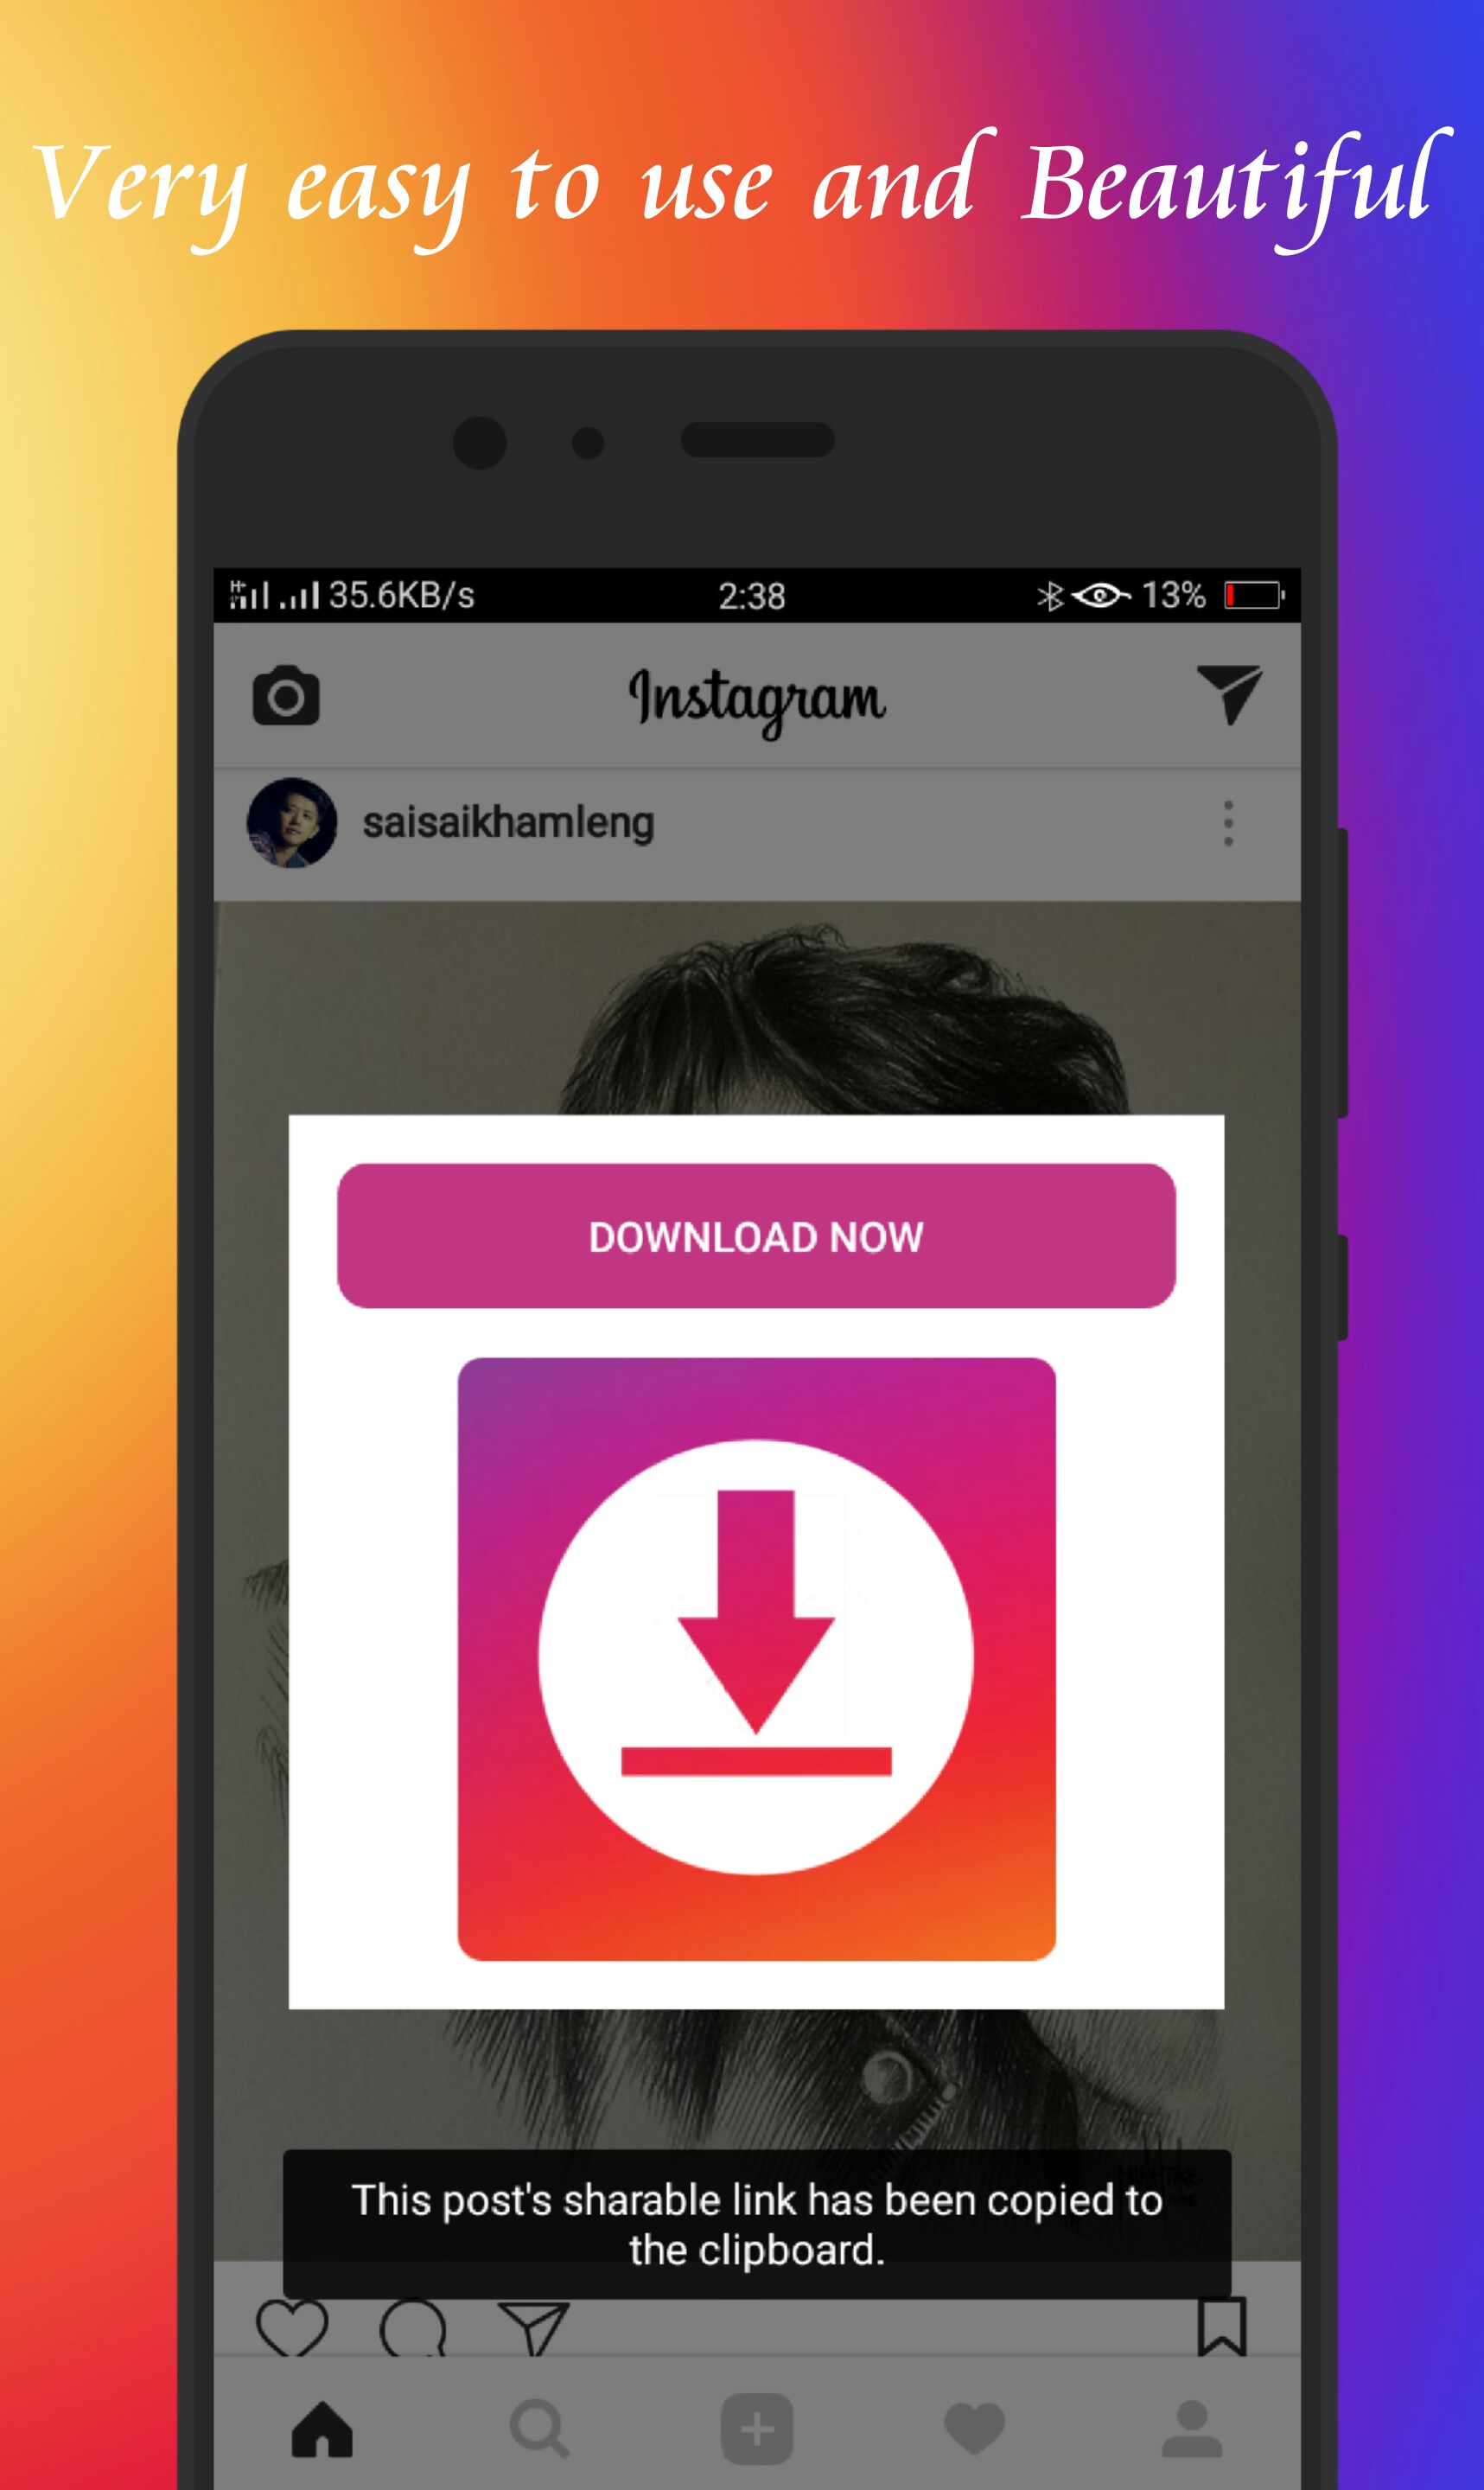 Very easy to use and Beautiful
35.6KB/s 2:38 13%
Instagram
saisaikhamleng
DOWNLOAD NOW
This post's sharable link has been copied to
the clipboard.